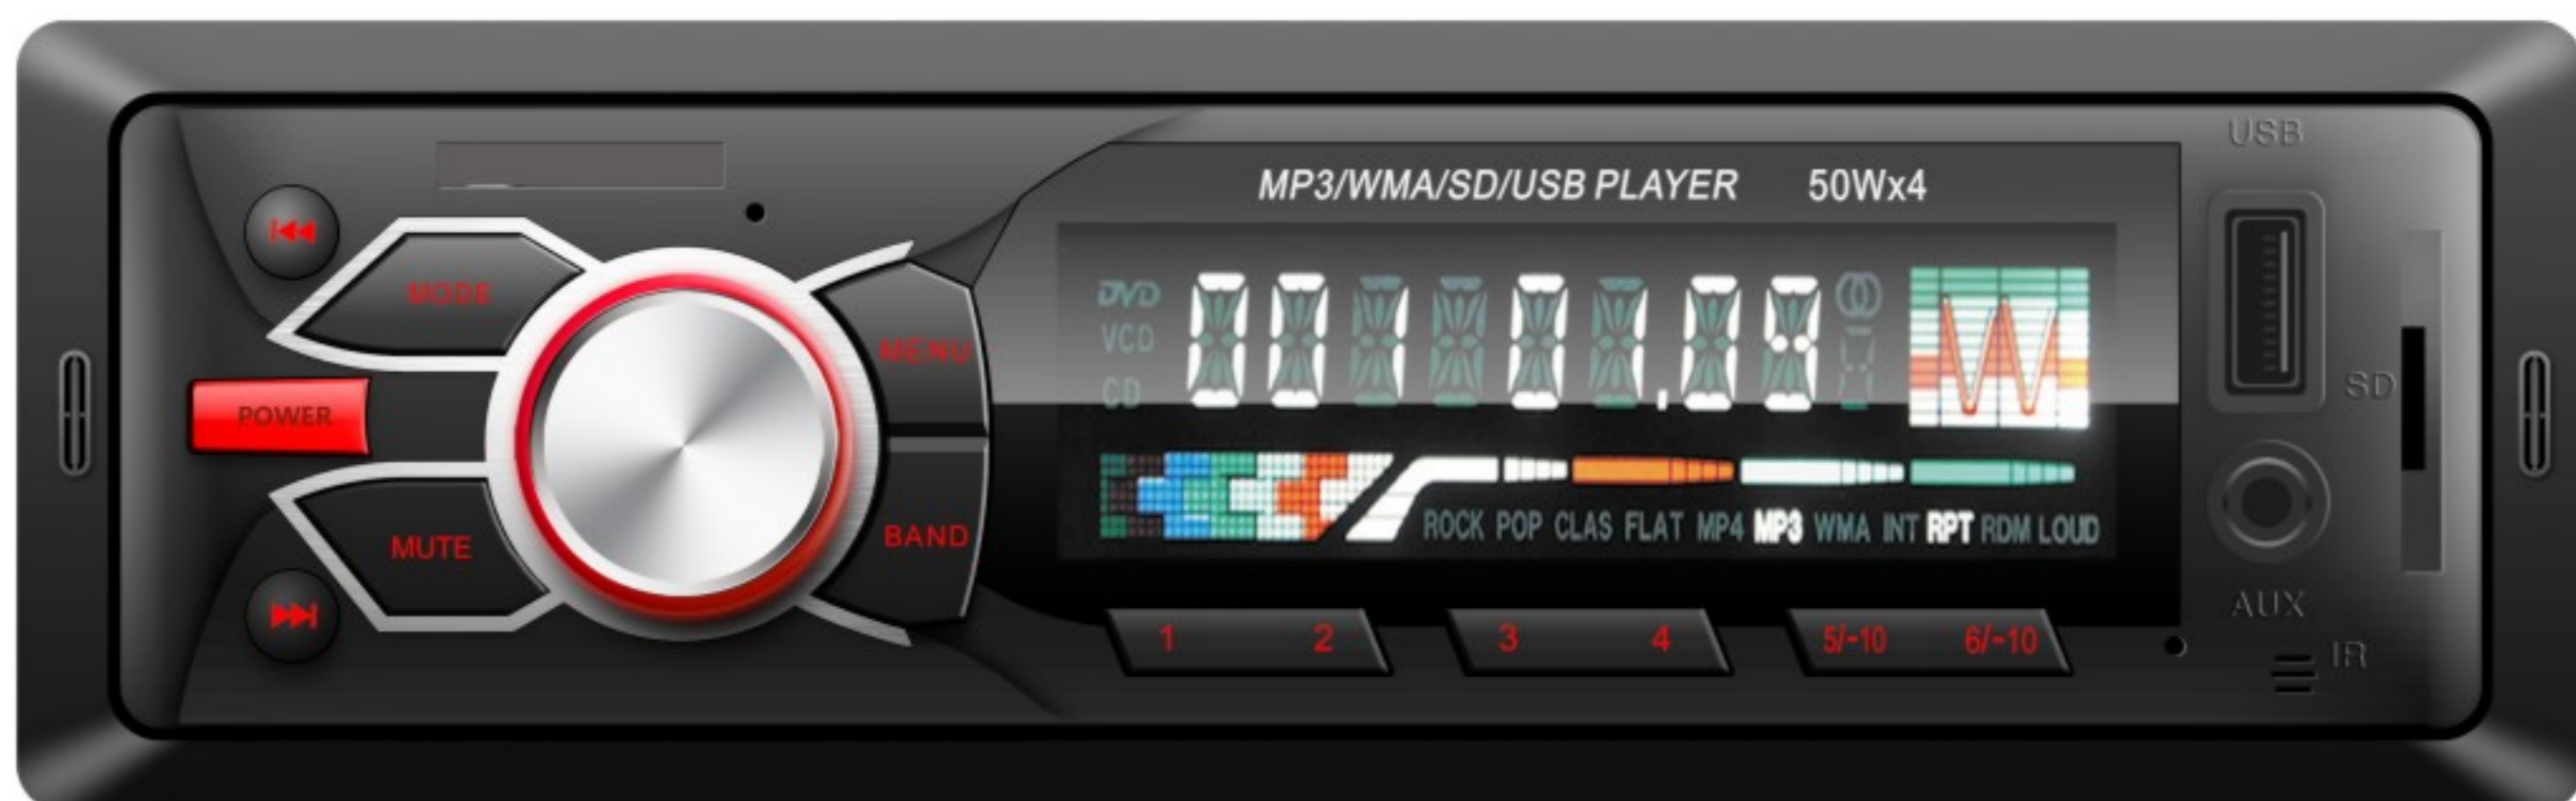 MP3/WMA/SD/USB PLAYER 50Wx4
USB
MODE
MENU
POWER
MUTE
BAND
DVD
VCD
CD
ROCK POP CLAS FLAT MP4 MP3 WMA INT RPT RDM LOUD
SD
AUX
IR
1 2 3 4 5/-10 6/-10